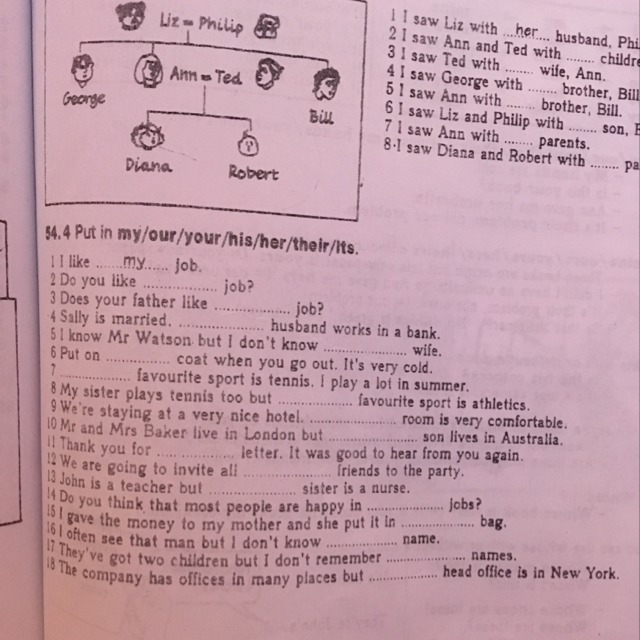 Liz = Philip
George
Ann = Ted
Bill
Diana
Robert
1 I saw Liz with ...her... husband, Phi
2 I saw Ann and Ted with ........ childre
3 I saw Ted with ........ wife, Ann.
4 I saw George with ........ brother, Bill
5 I saw Ann with ........ brother, Bill.
6 I saw Liz and Philip with ........ son, B
7 I saw Ann with ........ parents.
8 I saw Diana and Robert with ........ pa
54.4 Put in my/our/your/his/her/their/its.
1 I like ......my...... job.
2 Do you like .................. job?
3 Does your father like .................. job?
4 Sally is married. .................. husband works in a bank.
5 I know Mr Watson but I don't know .................. wife.
6 Put on .................. coat when you go out. It's very cold.
7 .................. favourite sport is tennis. I play a lot in summer.
8 My sister plays tennis too but .................. favourite sport is athletics.
9 We're staying at a very nice hotel. .................. room is very comfortable.
10 Mr and Mrs Baker live in London but .................. son lives in Australia.
11 Thank you for .................. letter. It was good to hear from you again.
12 We are going to invite all .................. friends to the party.
13 John is a teacher but .................. sister is a nurse.
14 Do you think that most people are happy in .................. jobs?
15 I gave the money to my mother and she put it in .................. bag.
16 I often see that man but I don't know .................. name.
17 They've got two children but I don't remember .................. names.
18 The company has offices in many places but .................. head office is in New York.